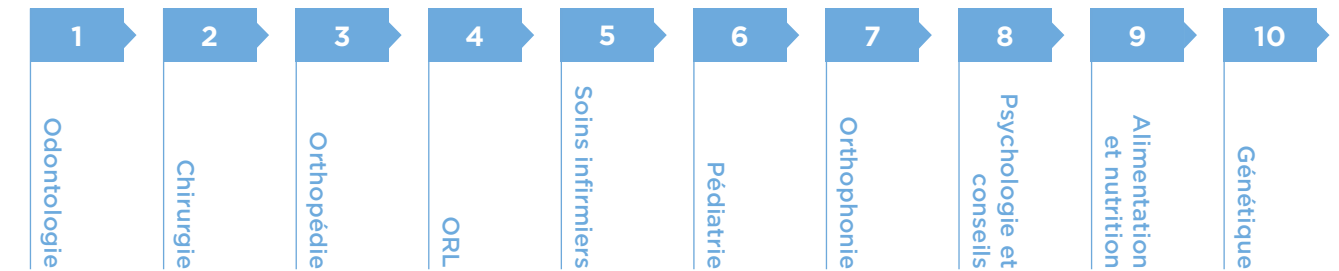 1
Odontologie
2
Chirurgie
3
Orthopédie
4
ORL
5
Soins infirmiers
6
Pédiatrie
7
Orthophonie
8
Psychologie et
conseils
9
Alimentation
et nutrition
10
Génétique